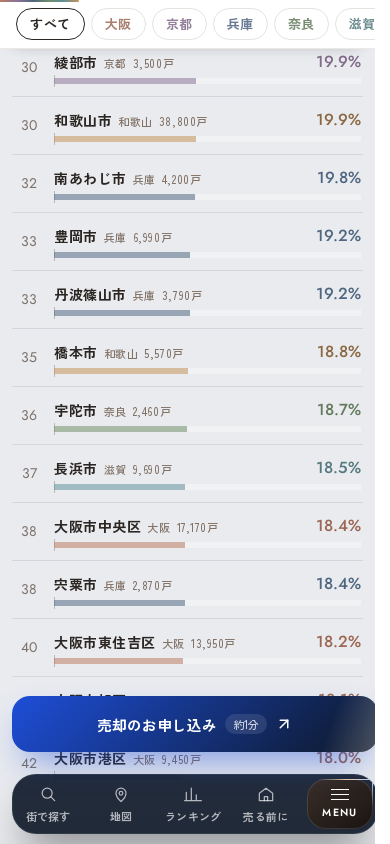 すべて 大阪 京都 兵庫 奈良 滋賀
30 綾部市 京都 3,500戸 19.9%
30 和歌山市 和歌山 38,800戸 19.9%
32 南あわじ市 兵庫 4,200戸 19.8%
33 豊岡市 兵庫 6,990戸 19.2%
33 丹波篠山市 兵庫 3,790戸 19.2%
35 橋本市 和歌山 5,570戸 18.8%
36 宇陀市 奈良 2,460戸 18.7%
37 長浜市 滋賀 9,690戸 18.5%
38 大阪市中央区 大阪 17,170戸 18.4%
38 宍粟市 兵庫 2,870戸 18.4%
40 大阪市東住吉区 大阪 13,950戸 18.2%
売却のお申し込み 約1分
42 大阪市港区 大阪 9,450戸 18.0%
街で探す 地図 ランキング 売る前に MENU